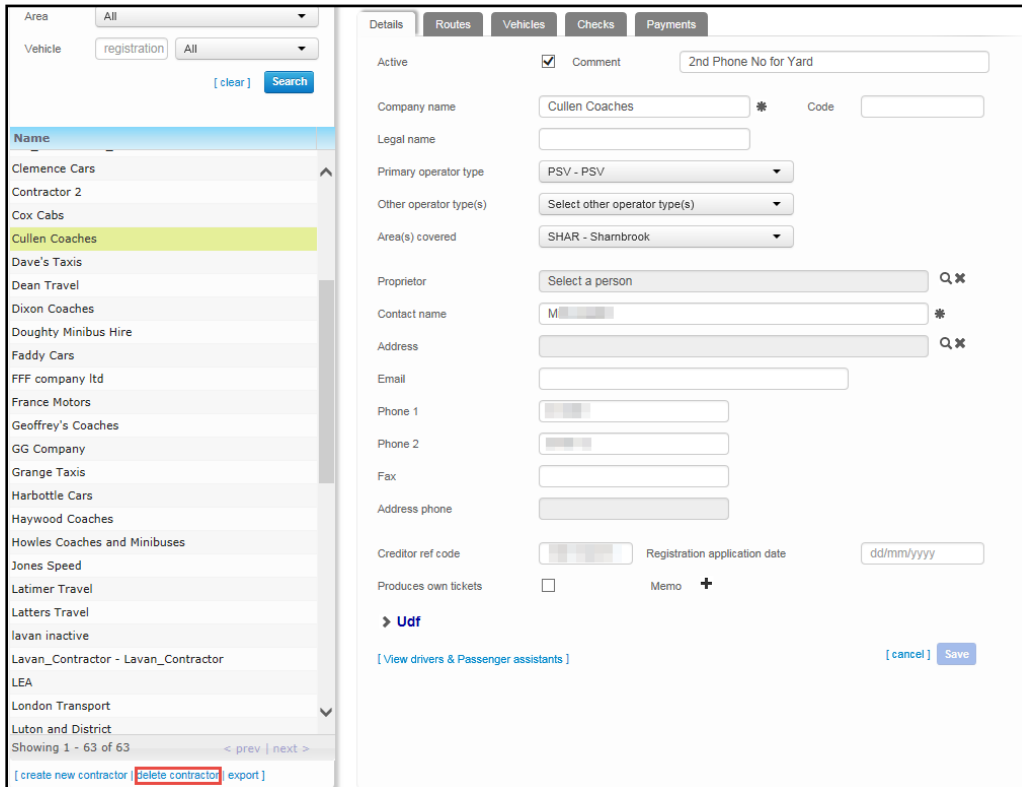 Area All
Vehicle registration All
[ clear ] Search
Name
Clemence Cars
Contractor 2
Cox Cabs
Cullen Coaches
Dave's Taxis
Dean Travel
Dixon Coaches
Doughty Minibus Hire
Faddy Cars
FFF company ltd
France Motors
Geoffrey's Coaches
GG Company
Grange Taxis
Harbottle Cars
Haywood Coaches
Howles Coaches and Minibuses
Jones Speed
Latimer Travel
Latters Travel
lavan inactive
Lavan_Contractor - Lavan_Contractor
LEA
London Transport
Luton and District
Showing 1 - 63 of 63 < prev | next >
[ create new contractor | delete contractor | export ]
Details Routes Vehicles Checks Payments
Active Comment 2nd Phone No for Yard
Company name Cullen Coaches Code
Legal name
Primary operator type PSV - PSV
Other operator type(s) Select other operator type(s)
Area(s) covered SHAR - Sharnbrook
Proprietor Select a person
Contact name M
Address
Email
Phone 1
Phone 2
Fax
Address phone
Creditor ref code Registration application date dd/mm/yyyy
Produces own tickets Memo
Udf
[ View drivers & Passenger assistants ] [ cancel ] Save